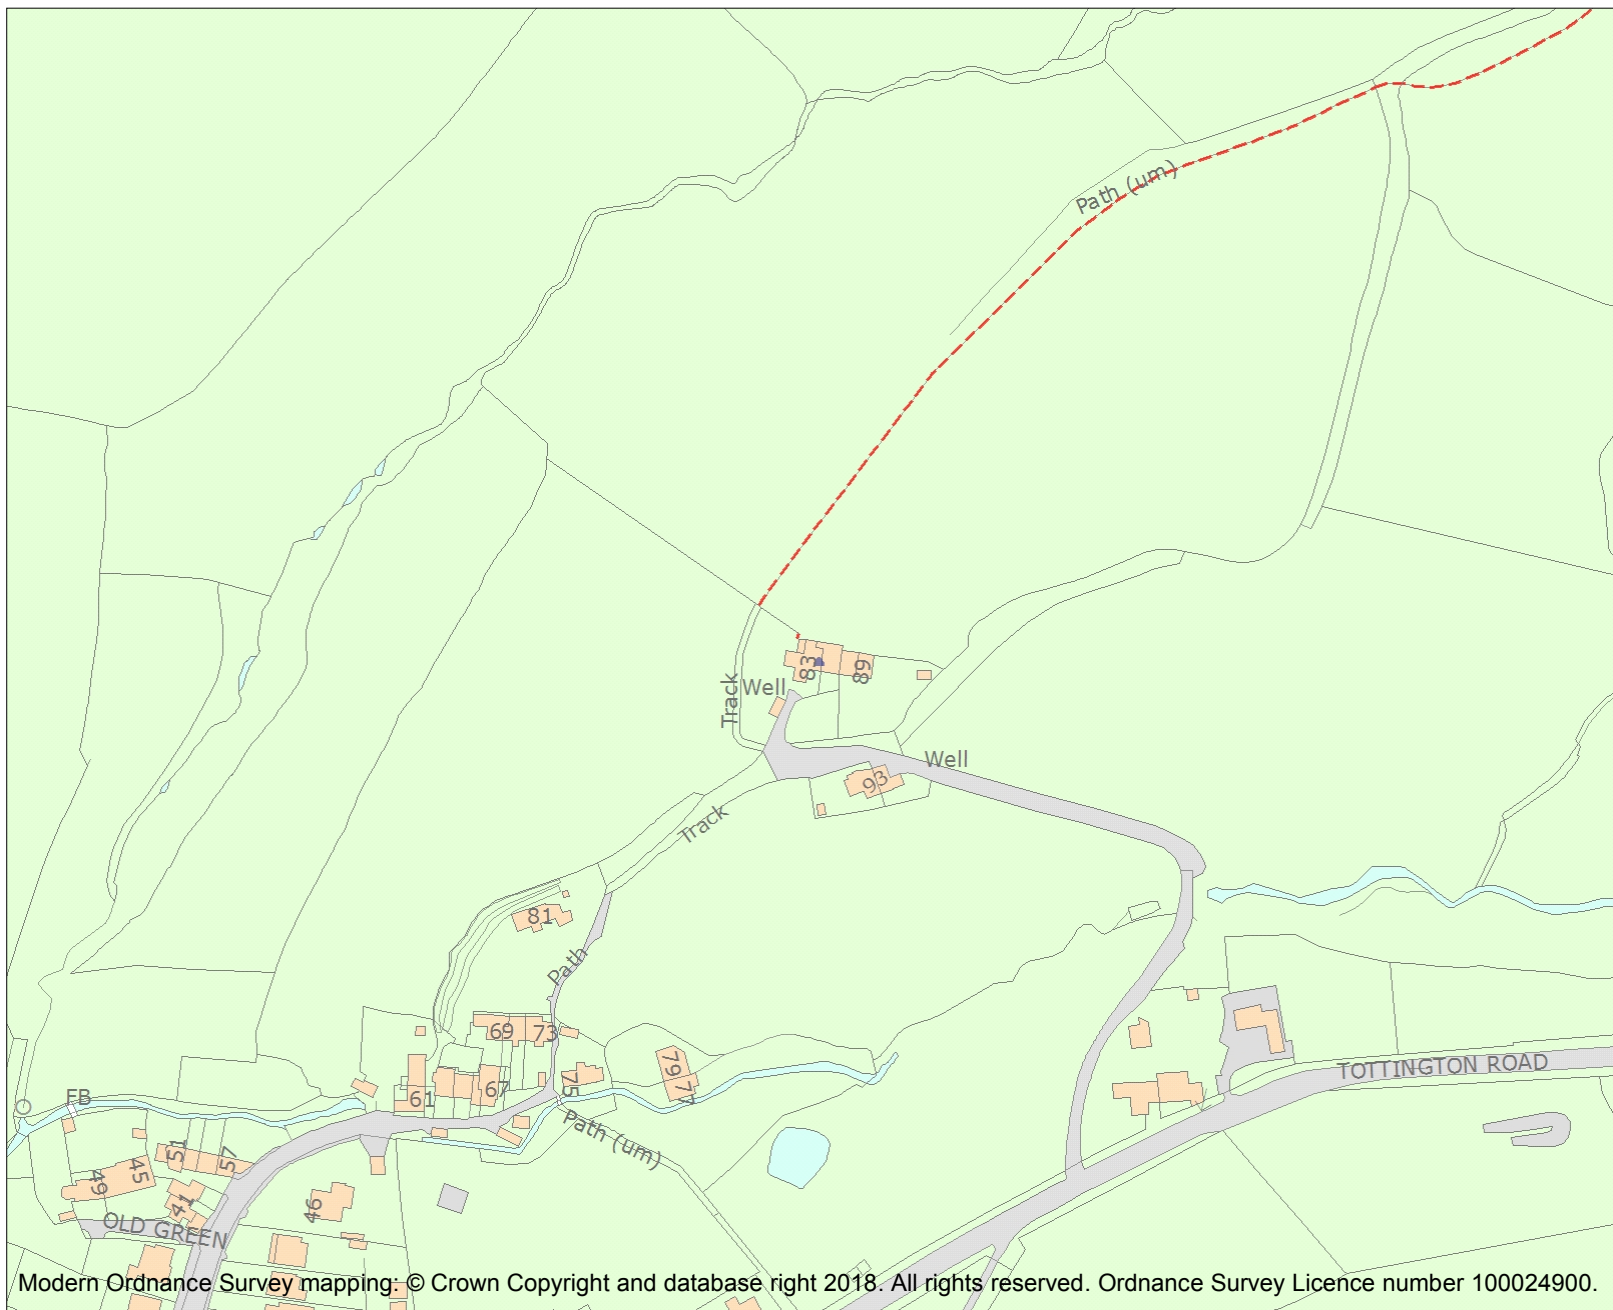 Path (um)
83
89
Well
Track
Well
93
Track
81
Path
69
73
79
77
75
67
61
TOTTINGTON ROAD
FB
Path (um)
51
57
45
49
41
46
OLD GREEN
Modern Ordnance Survey mapping: © Crown Copyright and database right 2018. All rights reserved. Ordnance Survey Licence number 100024900.